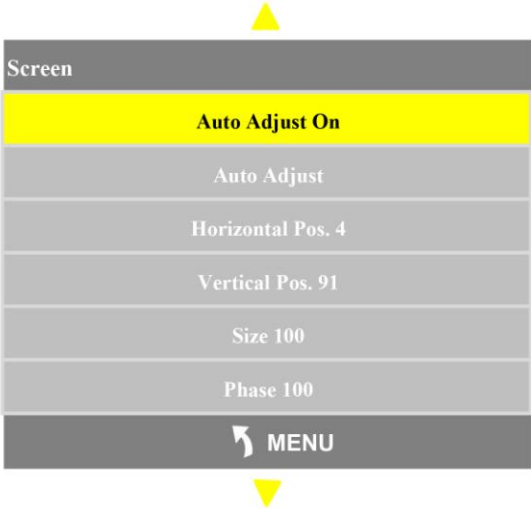 Screen
Auto Adjust On
Auto Adjust
Horizontal Pos. 4
Vertical Pos. 91
Size 100
Phase 100
MENU